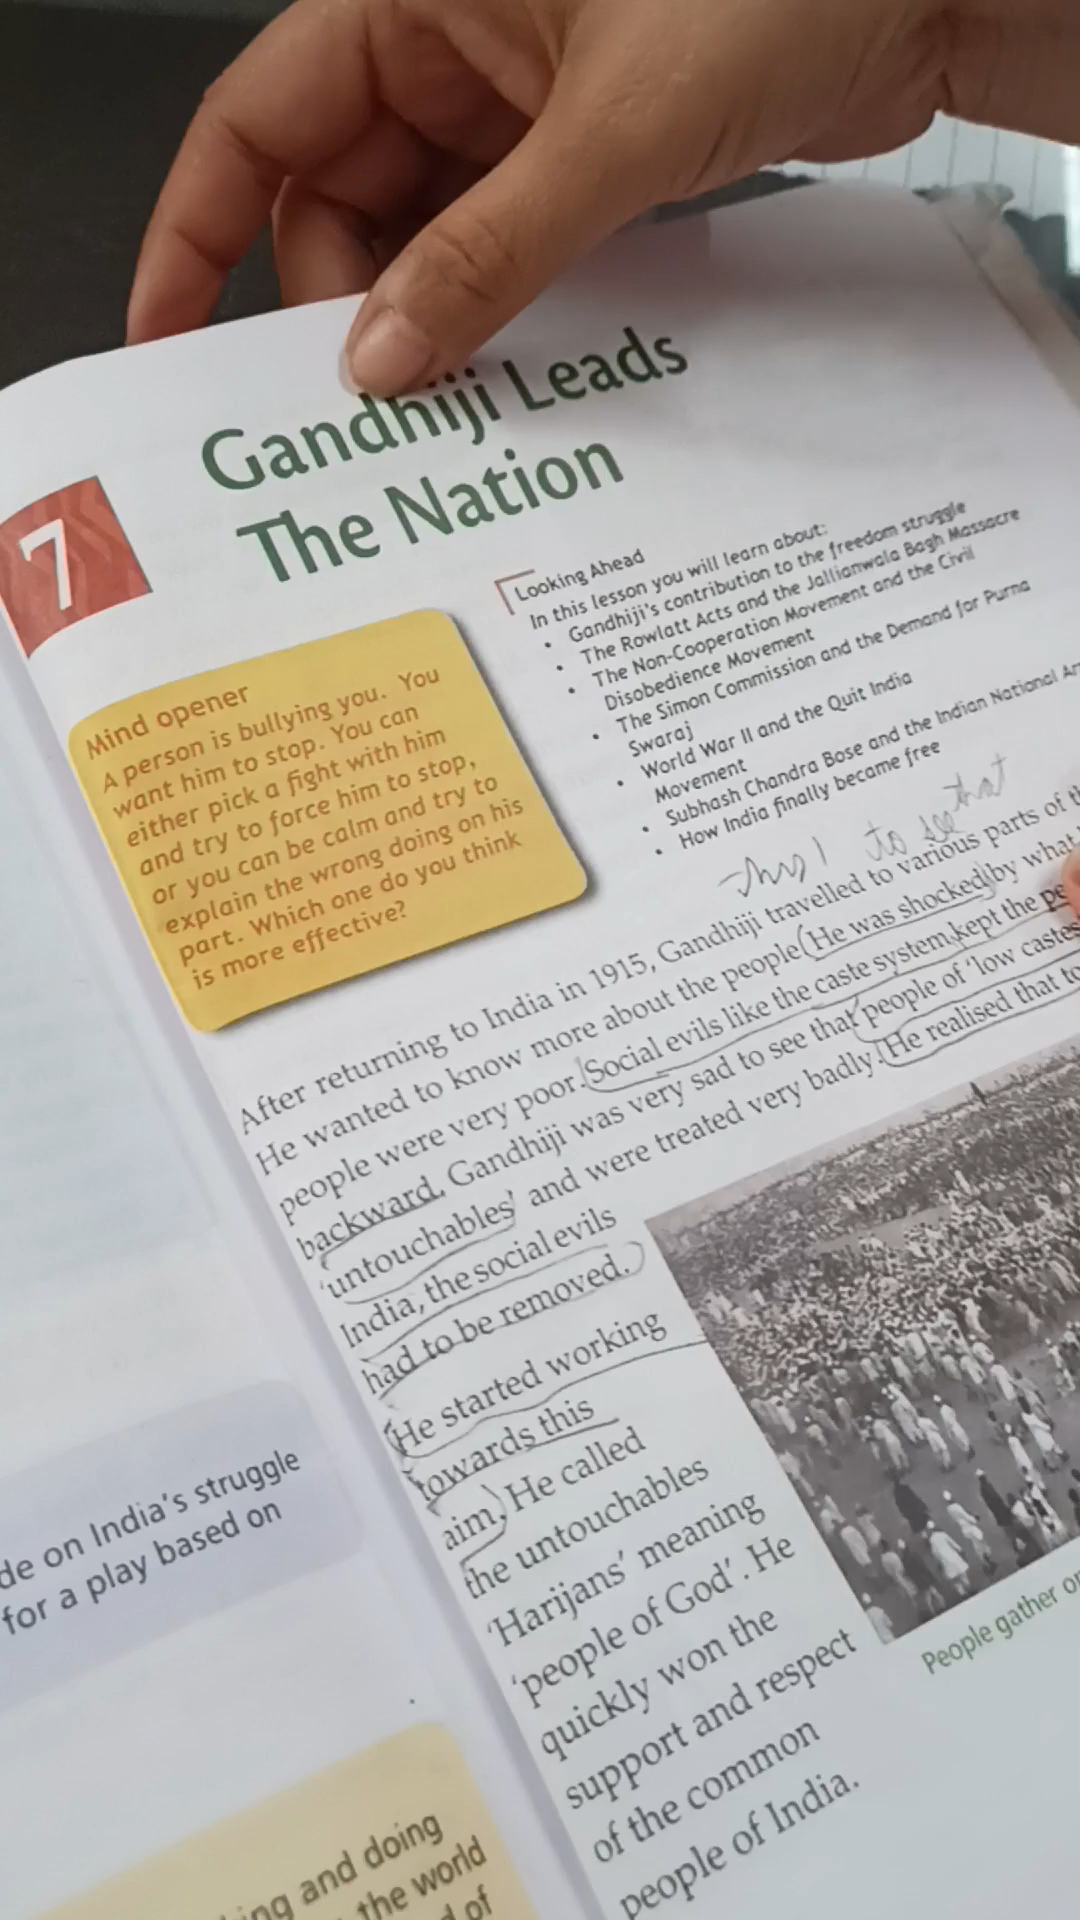 Gandhiji Leads
The Nation
7
Looking Ahead
In this lesson you will learn about:
• Gandhiji's contribution to the freedom struggle
• The Rowlatt Acts and the Jallianwala Bagh Massacre
• The Non-Cooperation Movement and the Civil
Disobedience Movement
• The Simon Commission and the Demand for Purna
Swaraj
• World War II and the Quit India
Movement
• Subhash Chandra Bose and the Indian National
• How India finally became free
Mind opener
A person is bullying you. You
want him to stop. You can
either pick a fight with him
and try to force him to stop,
or you can be calm and try to
explain the wrong doing on his
part. Which one do you think
is more effective?
to see that
After returning to India in 1915, Gandhiji travelled to various parts of
He wanted to know more about the people. He was shocked by what
people were very poor. Social evils like the caste system, kept the
backward. Gandhiji was very sad to see that people of 'low castes
'untouchables' and were treated very badly. He realised that
India, the social evils
had to be removed.
He started working
towards this
aim. He called
the untouchables
'Harijans' meaning
'people of God'. He
quickly won the
support and respect
of the common
people of India.
People gather
on India's struggle
for a play based on
and doing
the world
of